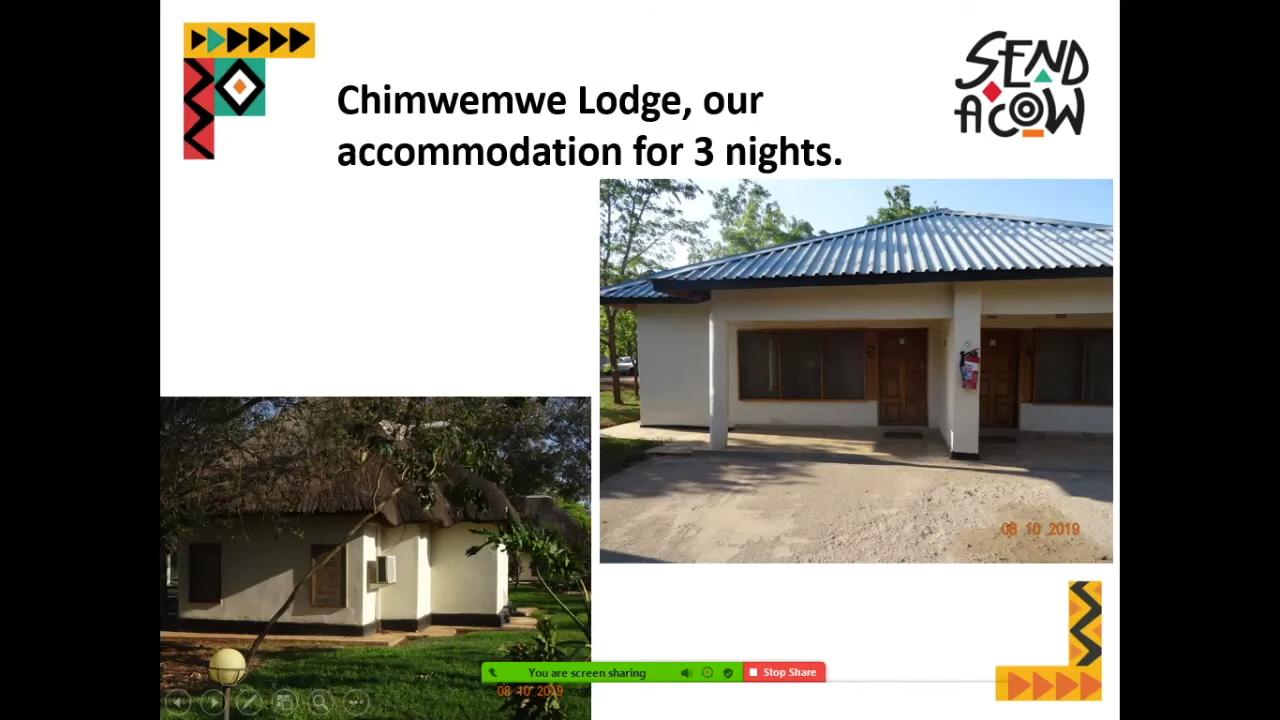 SEND
A COW
Chimwemwe Lodge, our
accommodation for 3 nights.
B
A
08 10 2019
You are screen sharing
Stop Share
08 10 2019